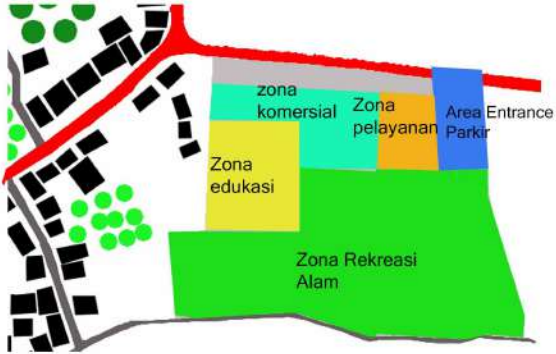 zona
komersial
Zona
pelayanan
Area Entrance
Parkir
Zona
edukasi
Zona Rekreasi
Alam